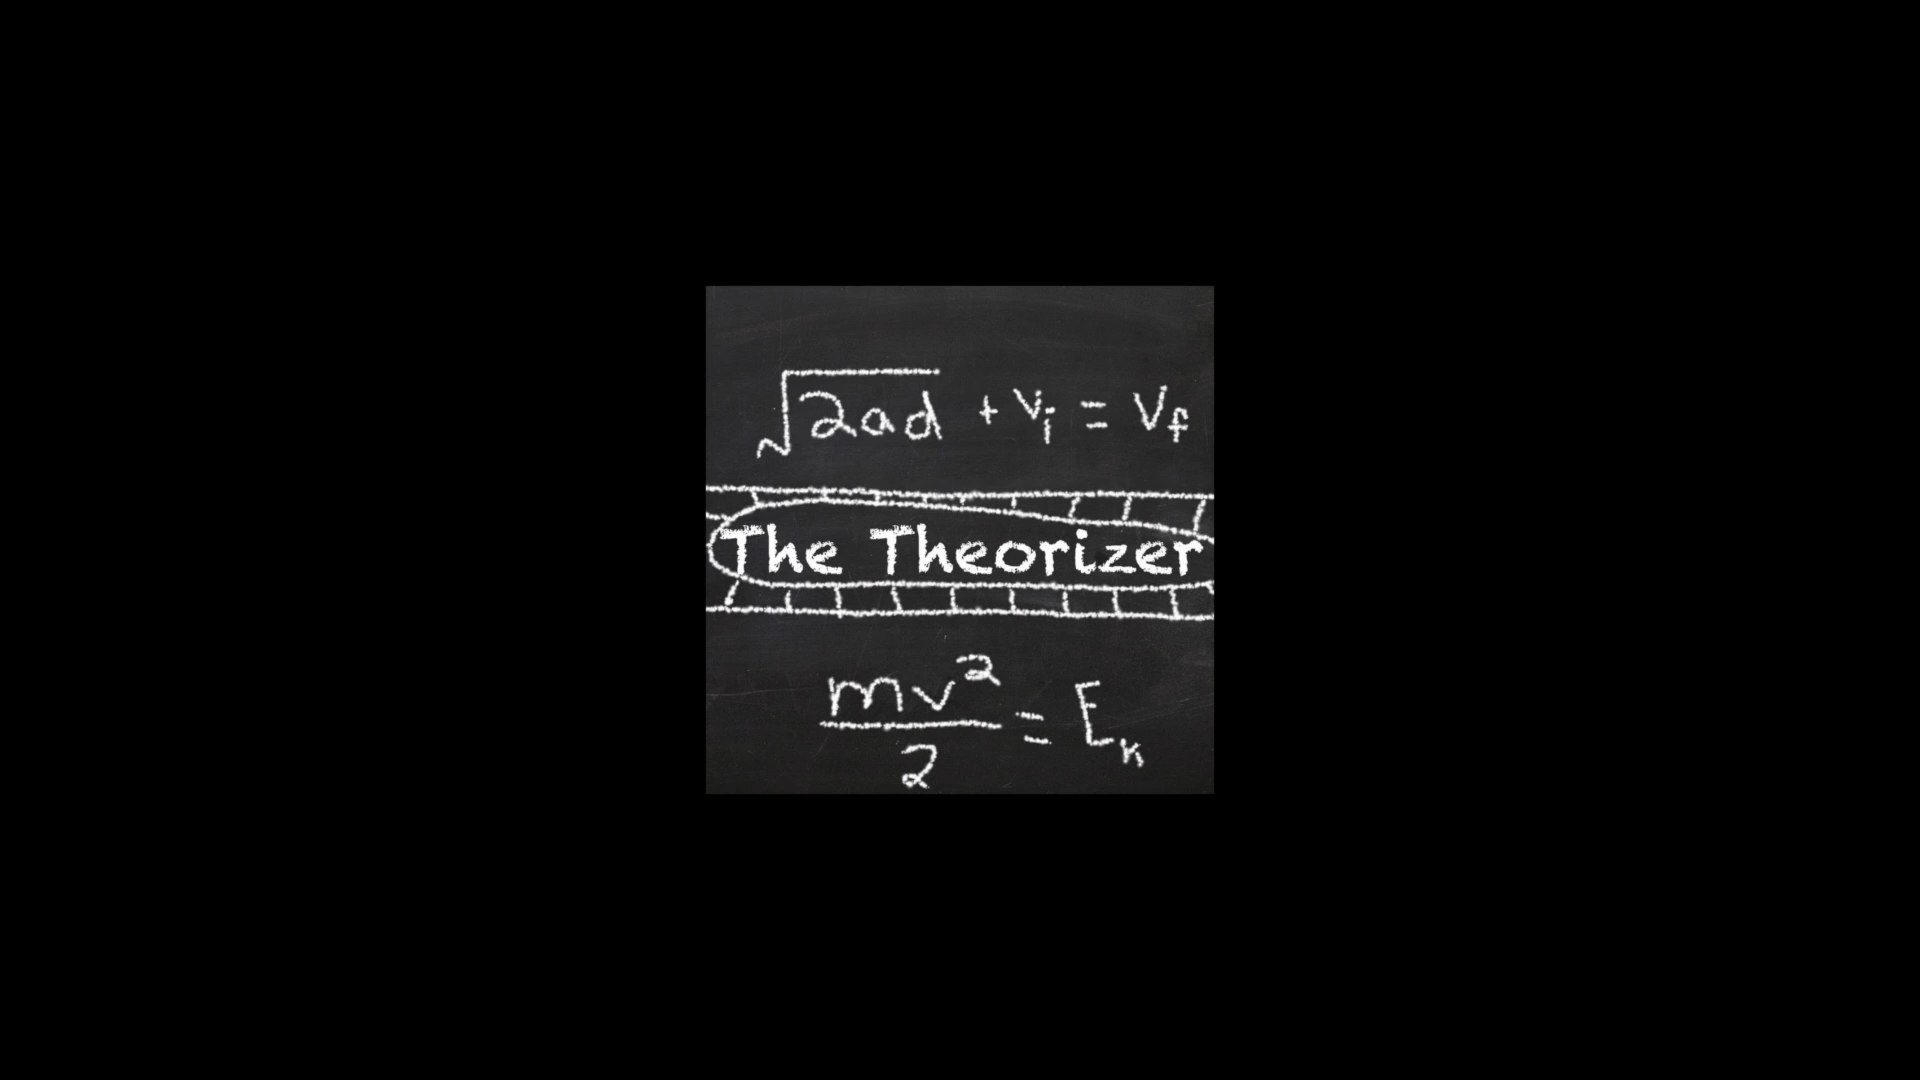 √2ad + Vi = Vf
The Theorizer
mv²
2
= Ek